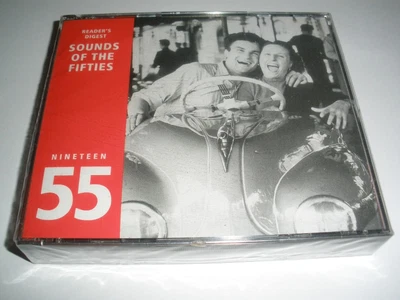 READER'S
DIGEST
SOUNDS
OF THE
FIFTIES
NINETEEN
55